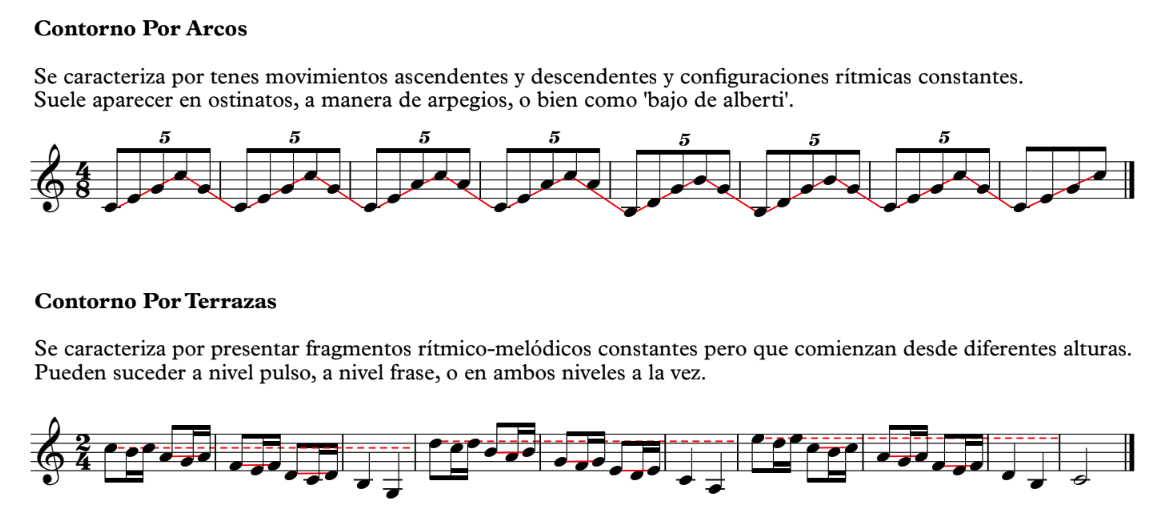 Contorno Por Arcos
Se caracteriza por tenes movimientos ascendentes y descendentes y configuraciones rítmicas constantes.
Suele aparecer en ostinatos, a manera de arpegios, o bien como 'bajo de alberti'.
5 5 5 5 5 5 5
4
8
Contorno Por Terrazas
Se caracteriza por presentar fragmentos rítmico-melódicos constantes pero que comienzan desde diferentes alturas.
Pueden suceder a nivel pulso, a nivel frase, o en ambos niveles a la vez.
2
4